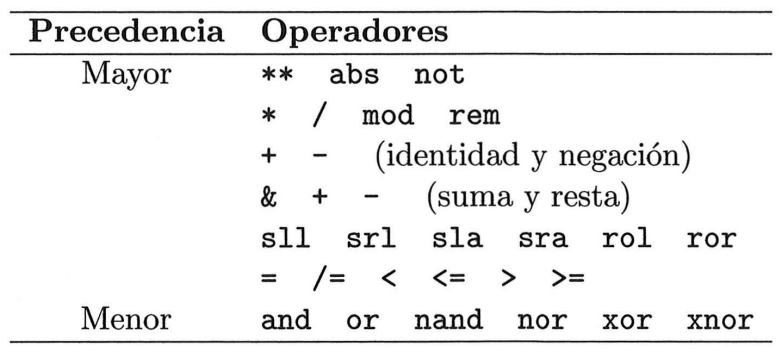 Precedencia Operadores
Mayor ** abs not
* / mod rem
+ - (identidad y negación)
& + - (suma y resta)
sll srl sla sra rol ror
= /= < <= > >=
Menor and or nand nor xor xnor